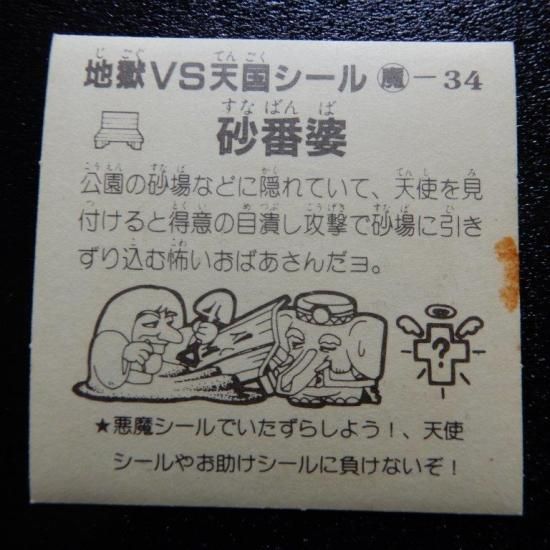 地獄VS天国シール 魔-34
砂番婆
公園の砂場などに隠れていて、天使を見
付けると得意の目潰し攻撃で砂場に引き
ずり込む怖いおばあさんだヨ。
?
★悪魔シールでいたずらしよう!、天使
シールやお助けシールに負けないぞ!